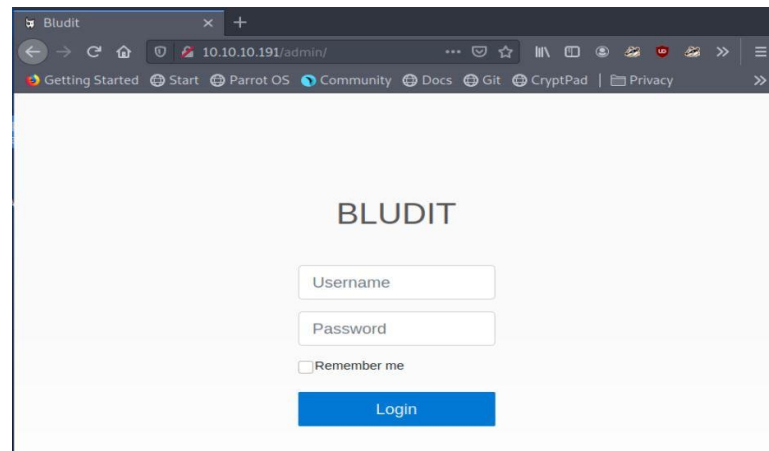 Bludit
10.10.10.191/admin/
Getting Started Start Parrot OS Community Docs Git CryptPad Privacy
BLUDIT
Username
Password
Remember me
Login